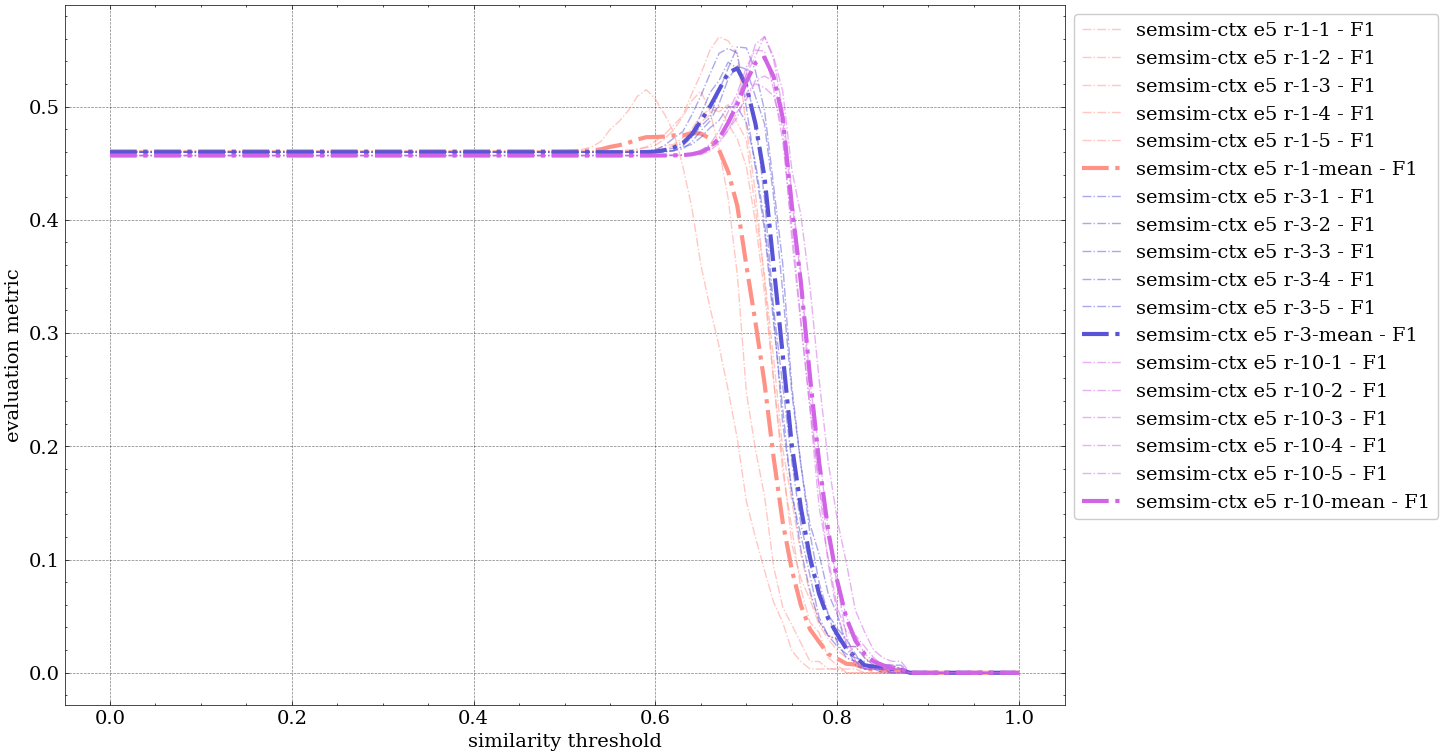 semsim-ctx e5 r-1-1 - F1
semsim-ctx e5 r-1-2 - F1
semsim-ctx e5 r-1-3 - F1
semsim-ctx e5 r-1-4 - F1
semsim-ctx e5 r-1-5 - F1
semsim-ctx e5 r-1-mean - F1
semsim-ctx e5 r-3-1 - F1
semsim-ctx e5 r-3-2 - F1
semsim-ctx e5 r-3-3 - F1
semsim-ctx e5 r-3-4 - F1
semsim-ctx e5 r-3-5 - F1
semsim-ctx e5 r-3-mean - F1
semsim-ctx e5 r-10-1 - F1
semsim-ctx e5 r-10-2 - F1
semsim-ctx e5 r-10-3 - F1
semsim-ctx e5 r-10-4 - F1
semsim-ctx e5 r-10-5 - F1
semsim-ctx e5 r-10-mean - F1
evaluation metric
0.5
0.4
0.3
0.2
0.1
0.0
0.0 0.2 0.4 0.6 0.8 1.0
similarity threshold